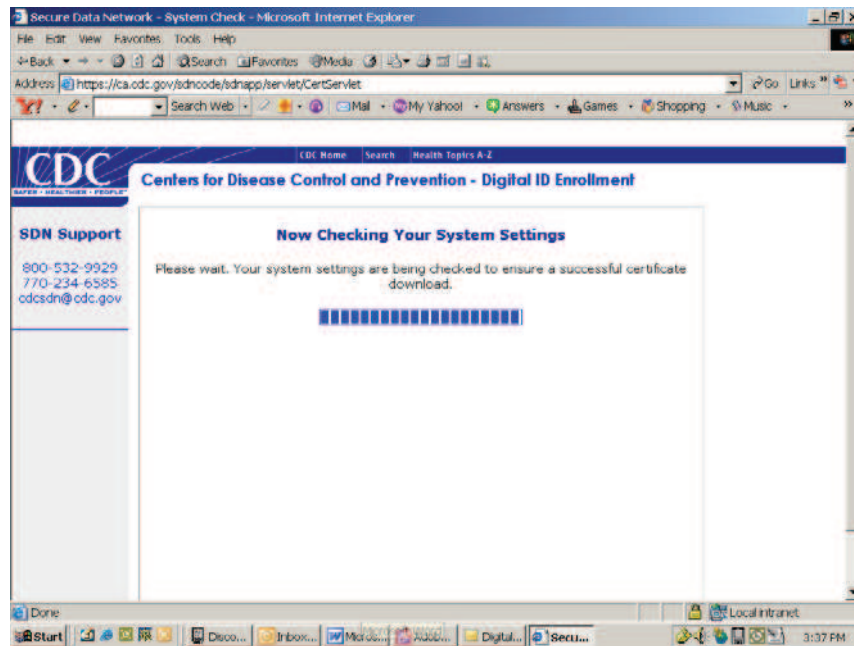 Secure Data Network - System Check - Microsoft Internet Explorer
File Edit View Favorites Tools Help
Back Search Favorites Media
Address https://ca.cdc.gov/sdncode/sdnapp/servlet/CertServlet Go Links
Y! Search Web Mail My Yahoo! Answers Games Shopping Music
CDC Home Search Health Topics A-Z
CDC
SAFER • HEALTHIER • PEOPLE™
Centers for Disease Control and Prevention - Digital ID Enrollment
SDN Support
800-532-9929
770-234-6585
cdcsdn@cdc.gov
Now Checking Your System Settings
Please wait. Your system settings are being checked to ensure a successful certificate
download.
Done Local intranet
Start Disco... Inbox... Digital... Secu... 3:37 PM